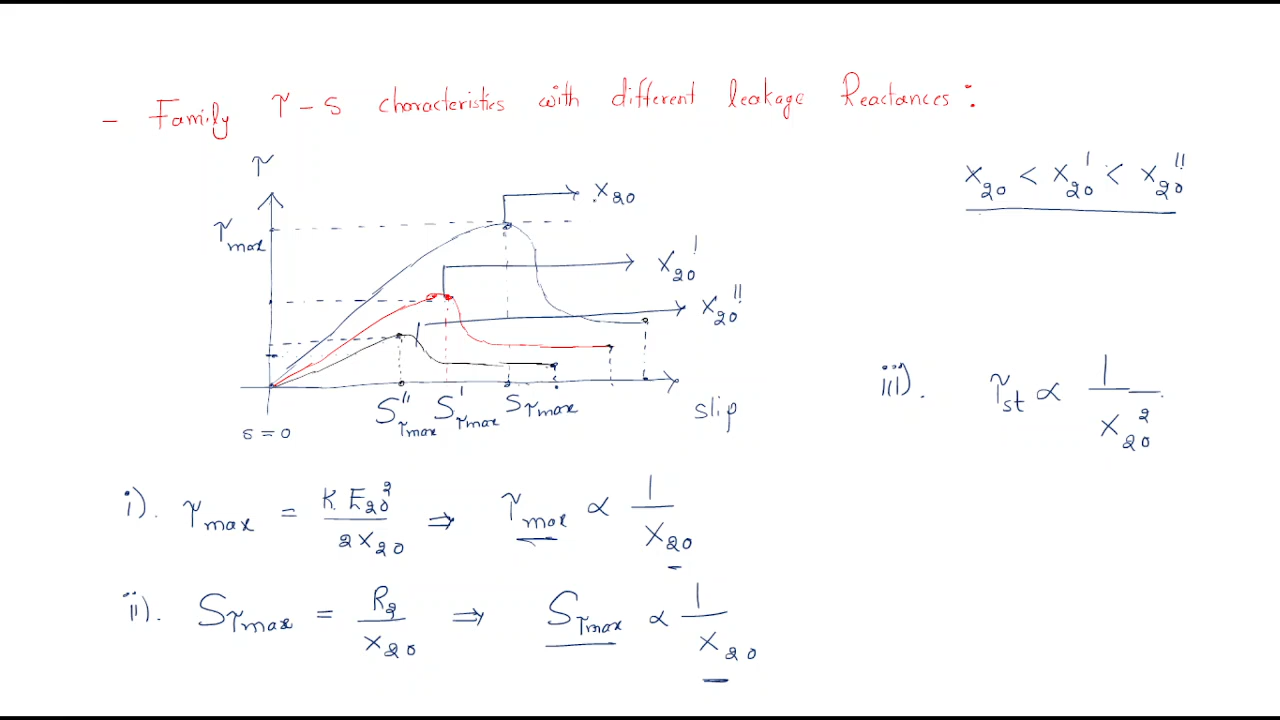 - Family τ-s characteristics with different leakage Reactances:
τ
X₂₀ < X₂₀' < X₂₀''
X₂₀
τmax
X₂₀'
X₂₀''
iii). τst ∝ 1/X₂₀²
S''τmax S'τmax Sτmax slip
s=0
i). τmax = KE₂₀²/2X₂₀ ⇒ τmax ∝ 1/X₂₀
ii). Sτmax = R₂/X₂₀ ⇒ Sτmax ∝ 1/X₂₀